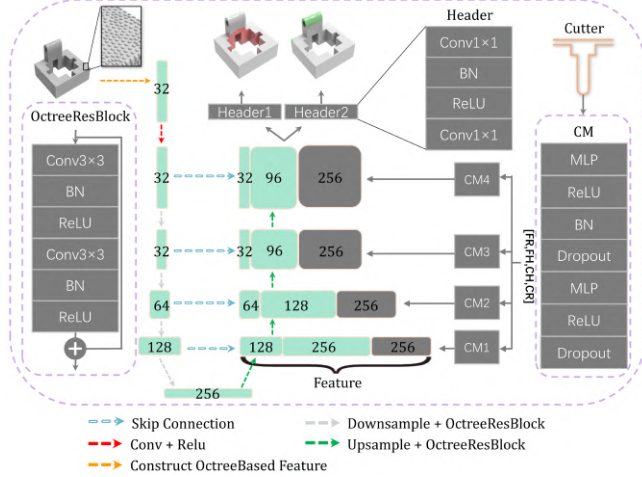 Header
Cutter
Conv1×1
BN
ReLU
Conv1×1
32
OctreeResBlock
Header1
Header2
CM
Conv3×3
BN
ReLU
Conv3×3
BN
ReLU
MLP
ReLU
BN
Dropout
MLP
ReLU
Dropout
32
32
96
256
CM4
[FR,FH,CH,CR]
32
32
96
256
CM3
64
64
128
256
CM2
128
128
256
256
CM1
Feature
256
Skip Connection
Downsample + OctreeResBlock
Conv + Relu
Upsample + OctreeResBlock
Construct OctreeBased Feature